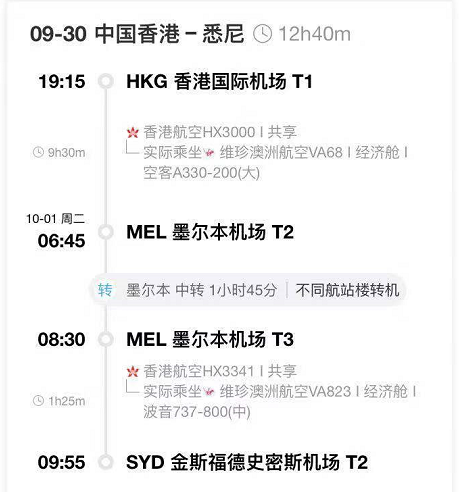 09-30 中国香港 – 悉尼 12h40m
19:15 HKG 香港国际机场 T1
香港航空HX3000 | 共享
9h30m 实际乘坐 维珍澳洲航空VA68 | 经济舱 |
空客A330-200(大)
10-01 周二
06:45 MEL 墨尔本机场 T2
转 墨尔本 中转 1小时45分 | 不同航站楼转机
08:30 MEL 墨尔本机场 T3
香港航空HX3341 | 共享
1h25m 实际乘坐 维珍澳洲航空VA823 | 经济舱 |
波音737-800(中)
09:55 SYD 金斯福德史密斯机场 T2